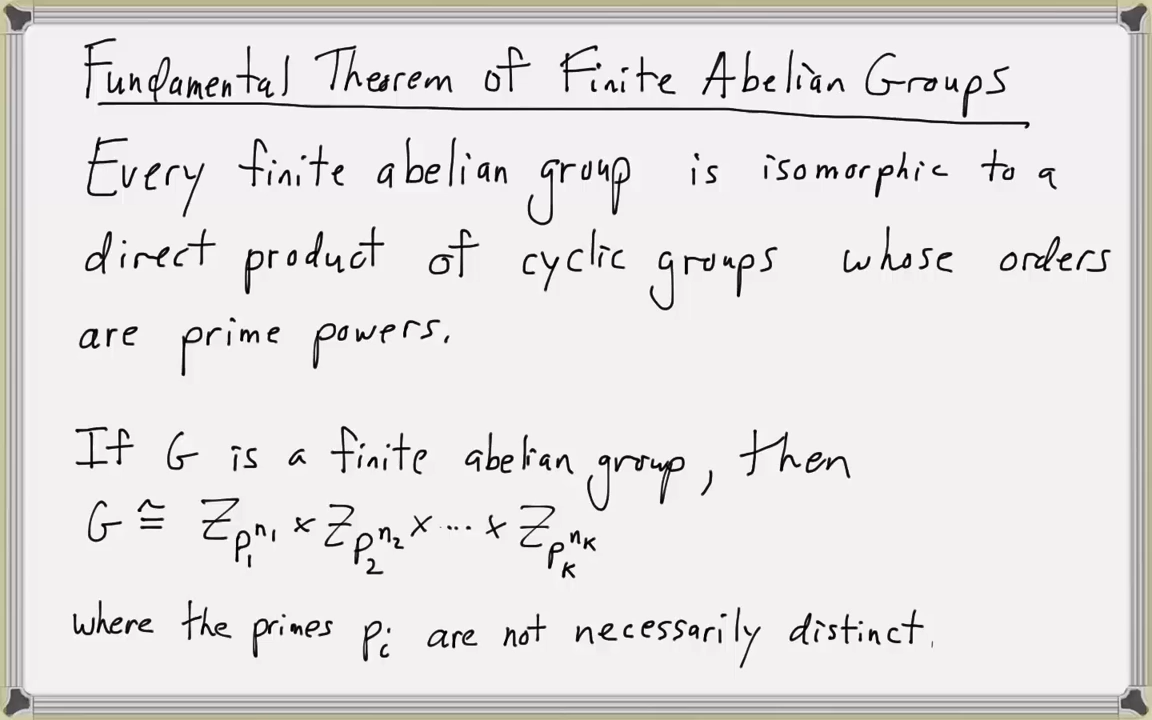 Fundamental Theorem of Finite Abelian Groups
Every finite abelian group is isomorphic to a
direct product of cyclic groups whose orders
are prime powers.
If G is a finite abelian group, then
G ≅ Z_{p_1^{n_1}} × Z_{p_2^{n_2}} × ... × Z_{p_k^{n_k}}
where the primes p_i are not necessarily distinct.